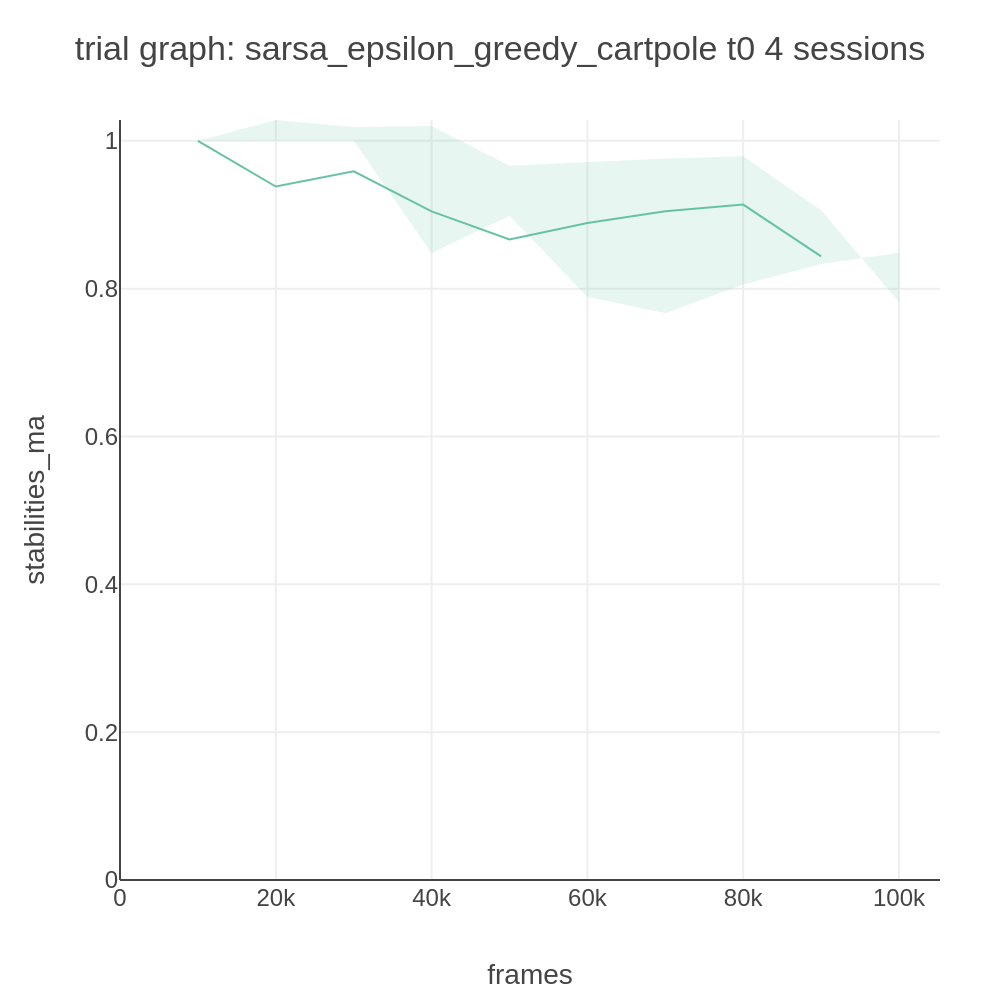 trial graph: sarsa_epsilon_greedy_cartpole t0 4 sessions
1
0.8
0.6
0.4
0.2
0
0
20k
40k
60k
80k
100k
stabilities_ma
frames